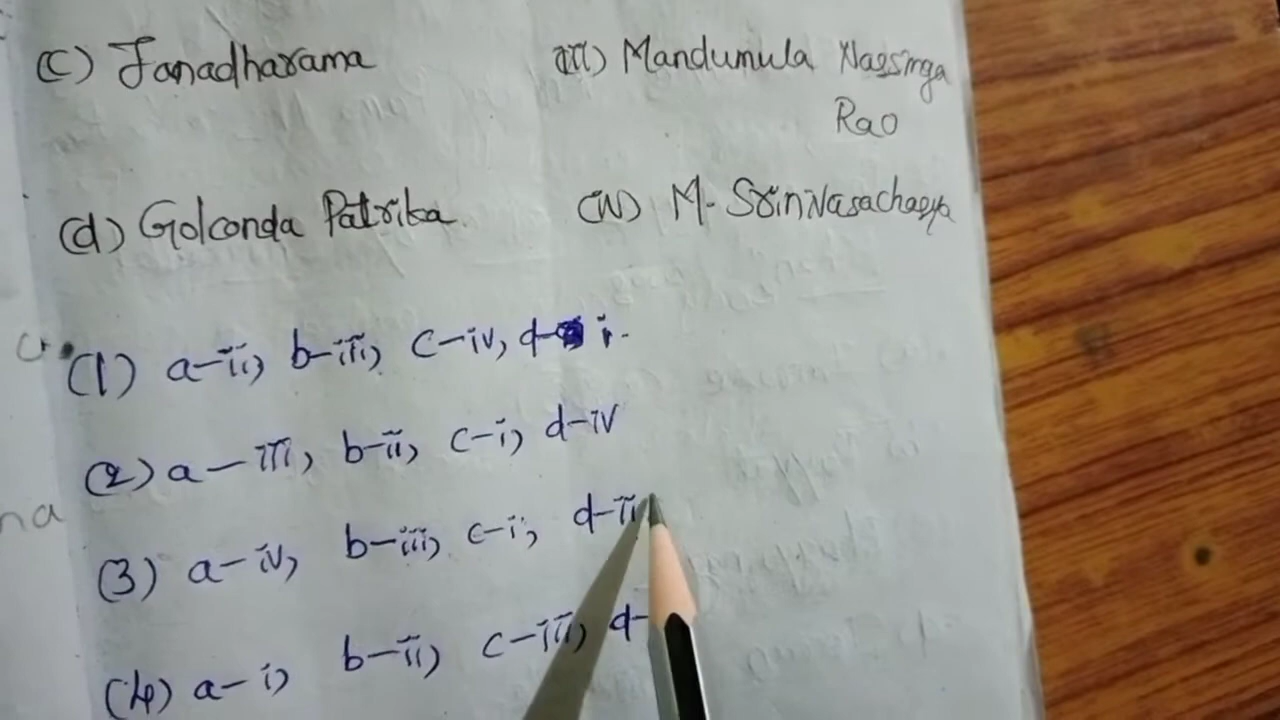 (C) Janadharama (III) Mandumula Narsinga
Rao
(d) Golconda Patrika (IV) M. Srinivasacharya
(1) a-ii, b-iii, c-iv, d- i.
(2) a-iii, b-ii, c-i, d-iv
(3) a-iv, b-iii, c-i, d-ii
(4) a-i, b-ii, c-iii, d-
na